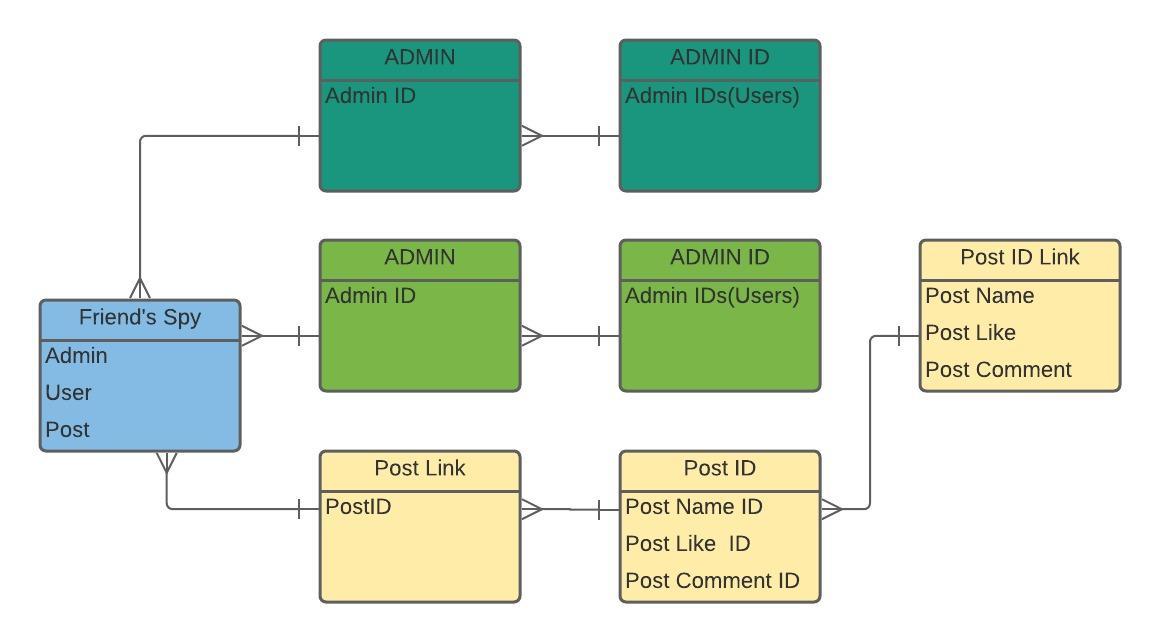 ADMIN
Admin ID
ADMIN ID
Admin IDs(Users)
Friend's Spy
Admin
User
Post
ADMIN
Admin ID
ADMIN ID
Admin IDs(Users)
Post ID Link
Post Name
Post Like
Post Comment
Post Link
PostID
Post ID
Post Name ID
Post Like  ID
Post Comment ID